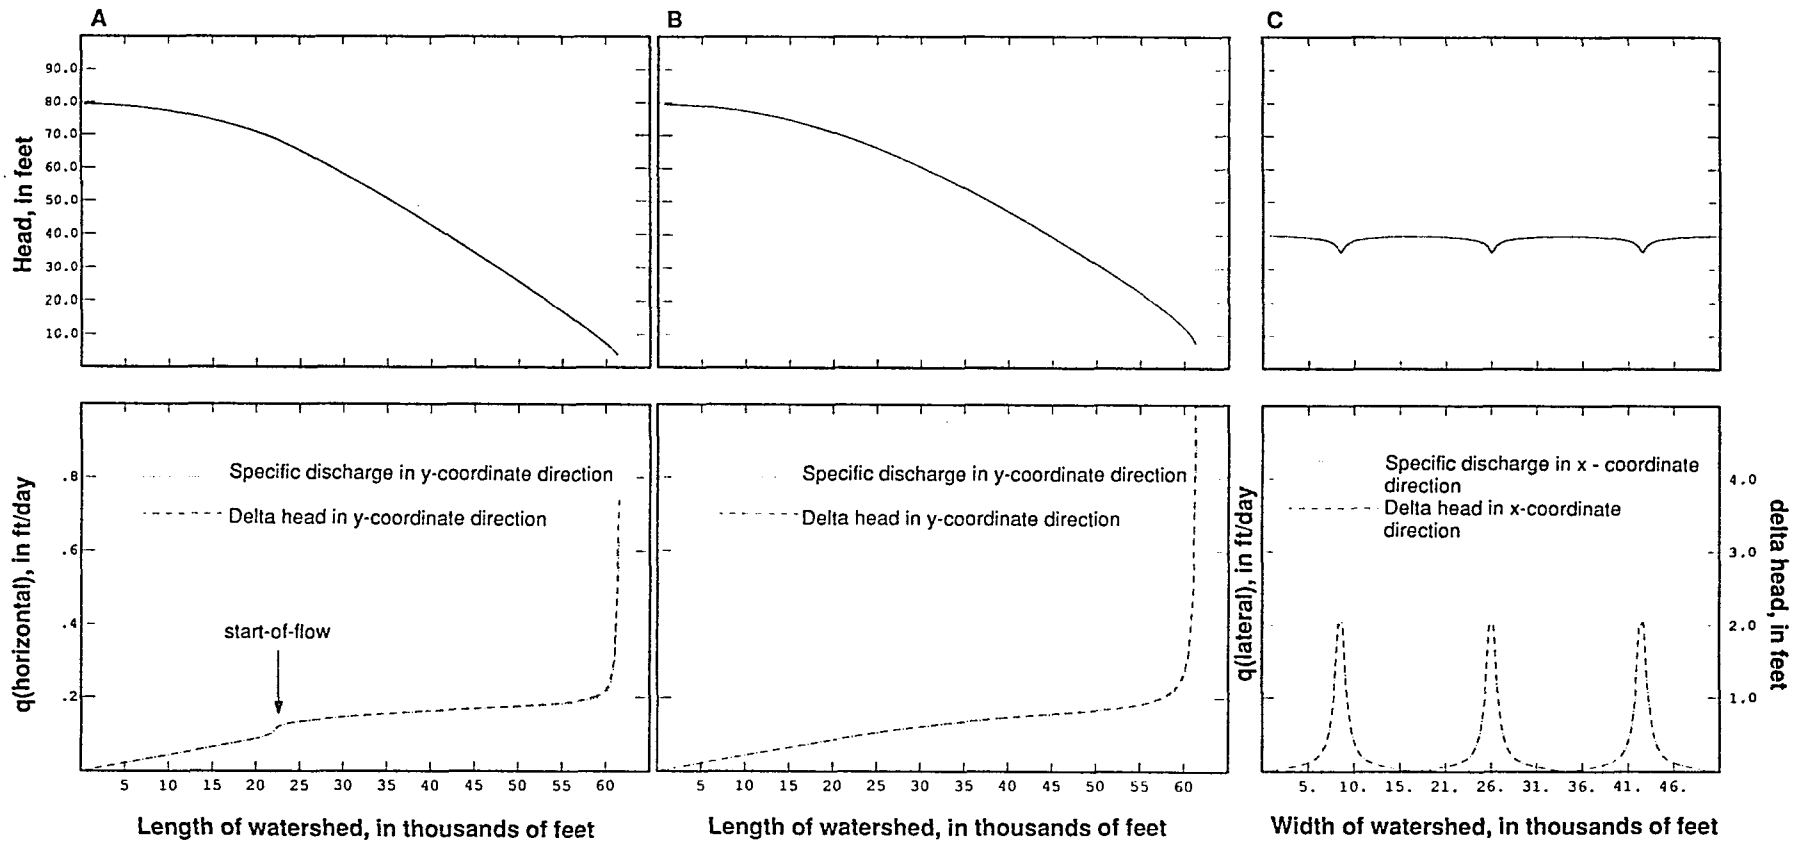 A
B
C
Head, in feet
90.0
80.0
70.0
60.0
50.0
40.0
30.0
20.0
10.0
q(horizontal), in ft/day
.8
.6
.4
.2
Specific discharge in y-coordinate direction
Delta head in y-coordinate direction
start-of-flow
5 10 15 20 25 30 35 40 45 50 55 60
Length of watershed, in thousands of feet
Specific discharge in y-coordinate direction
Delta head in y-coordinate direction
5 10 15 20 25 30 35 40 45 50 55 60
Length of watershed, in thousands of feet
q(lateral), in ft/day
Specific discharge in x - coordinate
direction
Delta head in x-coordinate
direction
4.0
3.0
2.0
1.0
delta head, in feet
5. 10. 15. 21. 26. 31. 36. 41. 46.
Width of watershed, in thousands of feet